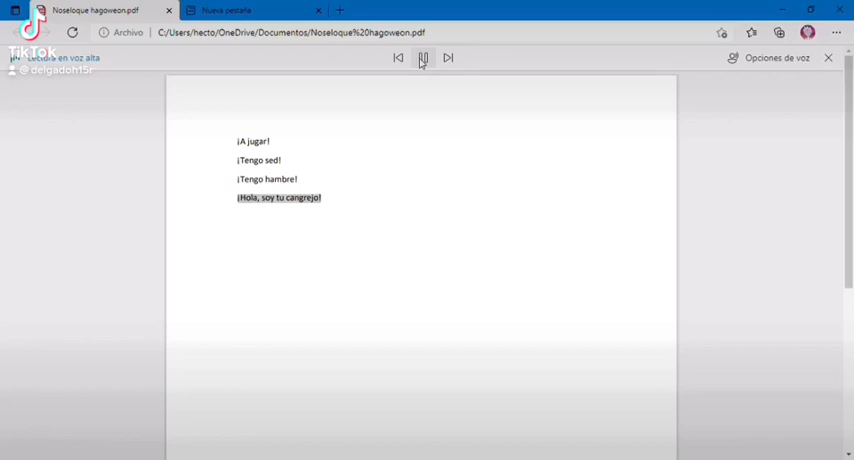 Noseloque hagoweon.pdf
Nueva pestaña
TikTok
@delgadoh15r
Archivo
C:/Users/hecto/OneDrive/Documentos/Noseloque%20hagoweon.pdf
Lectura en voz alta
Opciones de voz
¡A jugar!
¡Tengo sed!
¡Tengo hambre!
¡Hola, soy tu cangrejo!